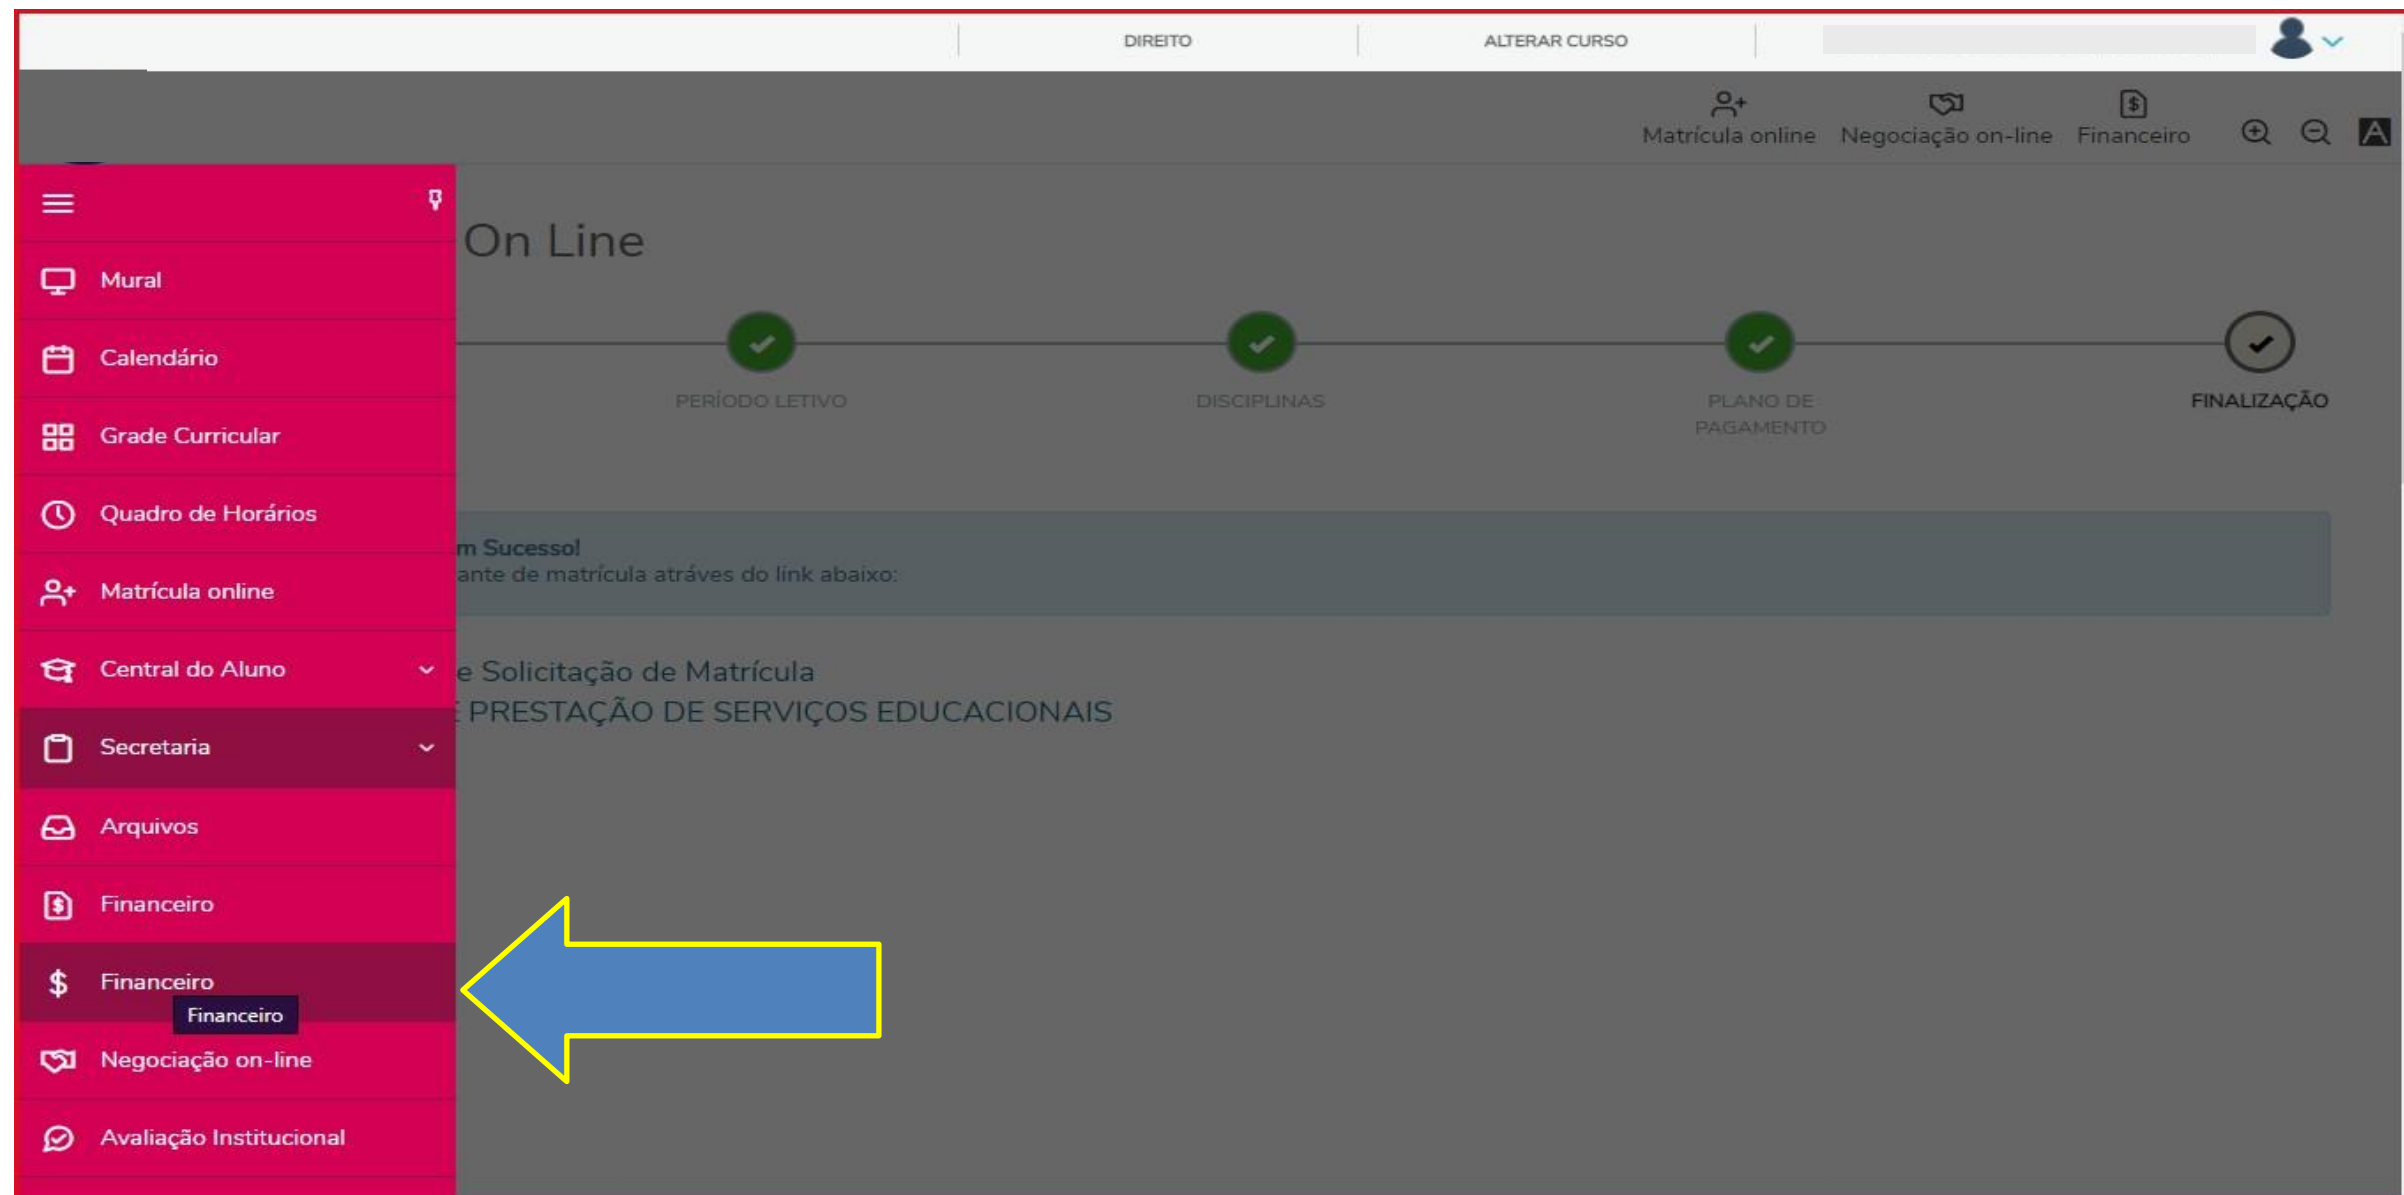 DIREITO
ALTERAR CURSO
Matrícula online
Negociação on-line
Financeiro
A
On Line
Mural
Calendário
Grade Curricular
Quadro de Horários
Matrícula online
Central do Aluno
Secretaria
Arquivos
Financeiro
Financeiro
Financeiro
Negociação on-line
Avaliação Institucional
PERÍODO LETIVO
DISCIPLINAS
PLANO DE
PAGAMENTO
FINALIZAÇÃO
m Sucesso!
ante de matrícula atráves do link abaixo:
e Solicitação de Matrícula
E PRESTAÇÃO DE SERVIÇOS EDUCACIONAIS